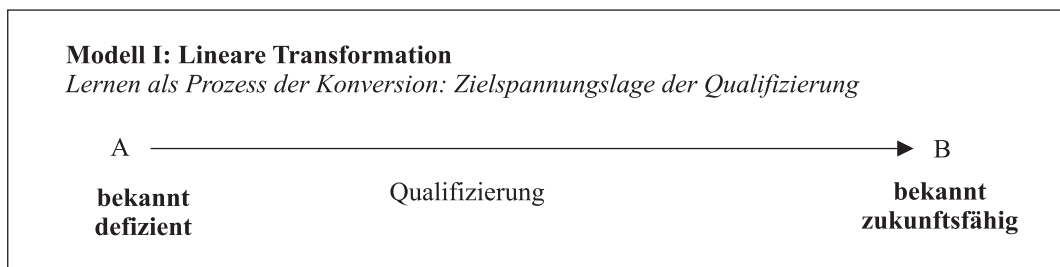 Modell I: Lineare Transformation
Lernen als Prozess der Konversion: Zielspannungslage der Qualifizierung
A B
bekannt Qualifizierung bekannt
defizient zukunftsfähig